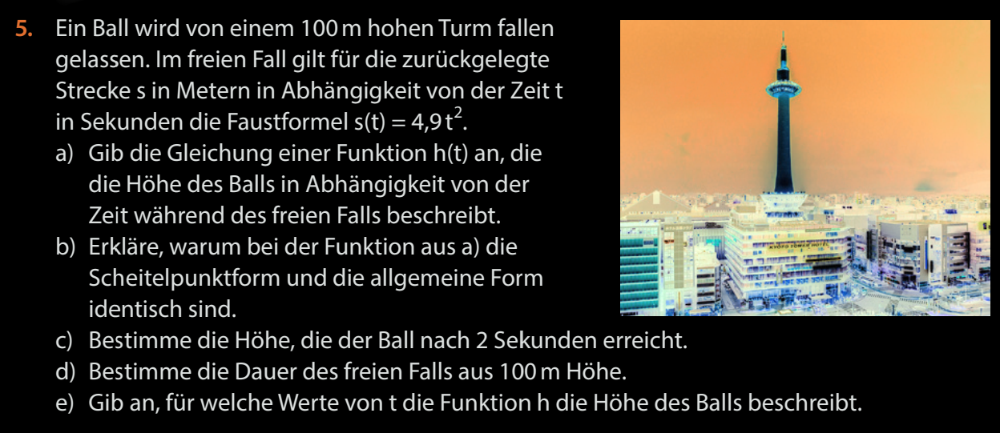 5. Ein Ball wird von einem 100 m hohen Turm fallen
gelassen. Im freien Fall gilt für die zurückgelegte
Strecke s in Metern in Abhängigkeit von der Zeit t
in Sekunden die Faustformel s(t) = 4,9 t².
a) Gib die Gleichung einer Funktion h(t) an, die
die Höhe des Balls in Abhängigkeit von der
Zeit während des freien Falls beschreibt.
b) Erkläre, warum bei der Funktion aus a) die
Scheitelpunktform und die allgemeine Form
identisch sind.
c) Bestimme die Höhe, die der Ball nach 2 Sekunden erreicht.
d) Bestimme die Dauer des freien Falls aus 100 m Höhe.
e) Gib an, für welche Werte von t die Funktion h die Höhe des Balls beschreibt.
KYOTO TOWER HOTEL